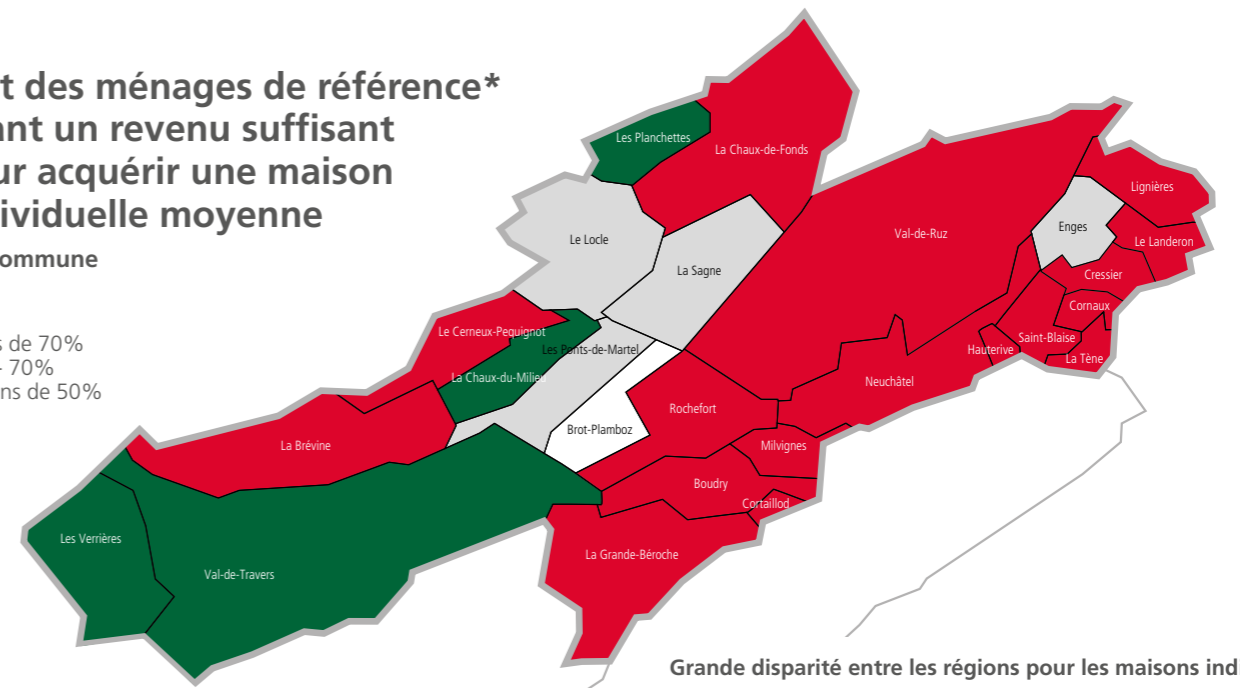 t des ménages de référence*
ant un revenu suffisant
ur acquérir une maison
ividuelle moyenne
ommune
s de 70%
- 70%
ns de 50%
Les Planchettes
La Chaux-de-Fonds
Lignières
Le Locle
Enges
Val-de-Ruz
Le Landeron
La Sagne
Cressier
Cornaux
Le Cerneux-Pequignot
Saint-Blaise
Les Ponts-de-Martel
Hauterive
La Tène
La Chaux-du-Milieu
Neuchâtel
Rochefort
Brot-Plamboz
La Brévine
Milvignes
Boudry
Cortaillod
Les Verrières
La Grande-Béroche
Val-de-Travers
Grande disparité entre les régions pour les maisons indi